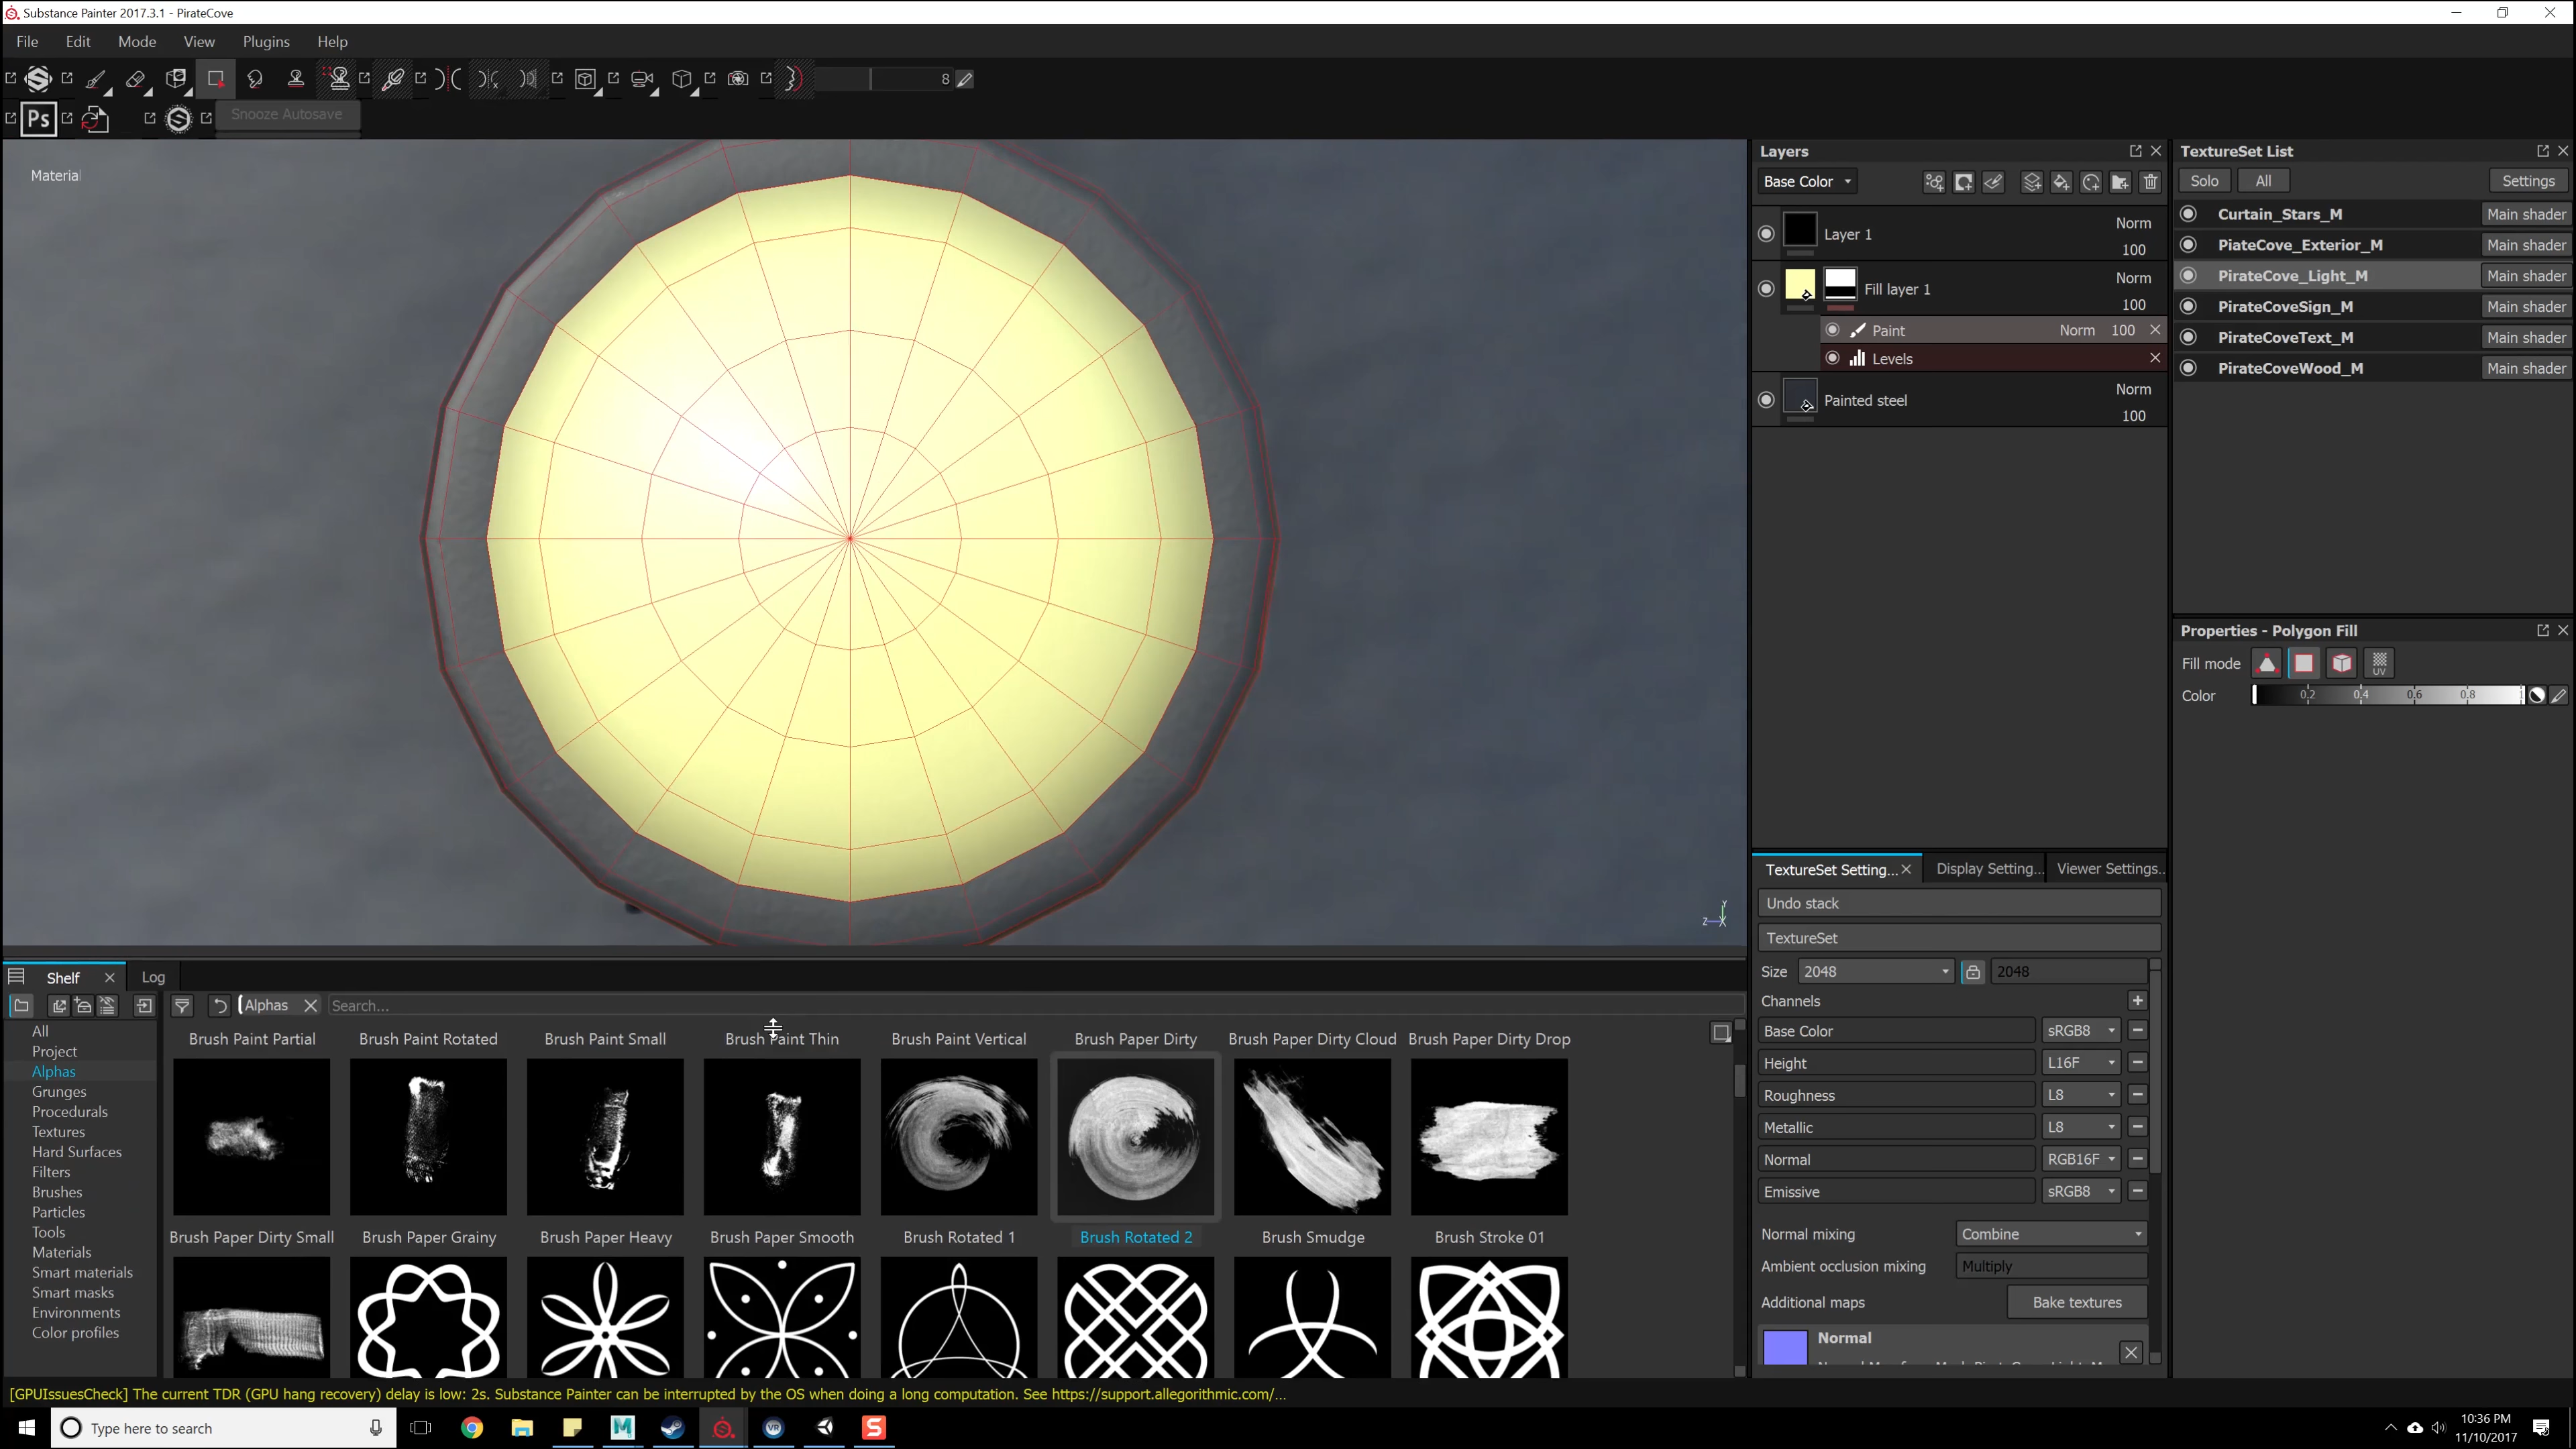 Substance Painter 2017.3.1 - PirateCove
File Edit Mode View Plugins Help
8
Ps
Snooze Autosave
Material
Layers
Base Color
Layer 1
Norm
100
Fill layer 1
Norm
100
Paint Norm 100
Levels
Painted steel
Norm
100
TextureSet List
Solo All Settings
Curtain_Stars_M Main shader
PiateCove_Exterior_M Main shader
PirateCove_Light_M Main shader
PirateCoveSign_M Main shader
PirateCoveText_M Main shader
PirateCoveWood_M Main shader
Properties - Polygon Fill
Fill mode
UV
Color 0.2 0.4 0.6 0.8 1
Z X Y
TextureSet Setting... Display Setting... Viewer Settings...
Undo stack
TextureSet
Size 2048 2048
Channels
Base Color sRGB8
Height L16F
Roughness L8
Metallic L8
Normal RGB16F
Emissive sRGB8
Normal mixing Combine
Ambient occlusion mixing Multiply
Additional maps Bake textures
Normal
Shelf Log
Alphas Search...
All
Project
Alphas
Grunges
Procedurals
Textures
Hard Surfaces
Filters
Brushes
Particles
Tools
Materials
Smart materials
Smart masks
Environments
Color profiles
Brush Paint Partial Brush Paint Rotated Brush Paint Small Brush Paint Thin Brush Paint Vertical Brush Paper Dirty Brush Paper Dirty Cloud Brush Paper Dirty Drop
Brush Paper Dirty Small Brush Paper Grainy Brush Paper Heavy Brush Paper Smooth Brush Rotated 1 Brush Rotated 2 Brush Smudge Brush Stroke 01
[GPUIssuesCheck] The current TDR (GPU hang recovery) delay is low: 2s. Substance Painter can be interrupted by the OS when doing a long computation. See https://support.allegorithmic.com/...
Type here to search
M
VR
S
10:36 PM
11/10/2017